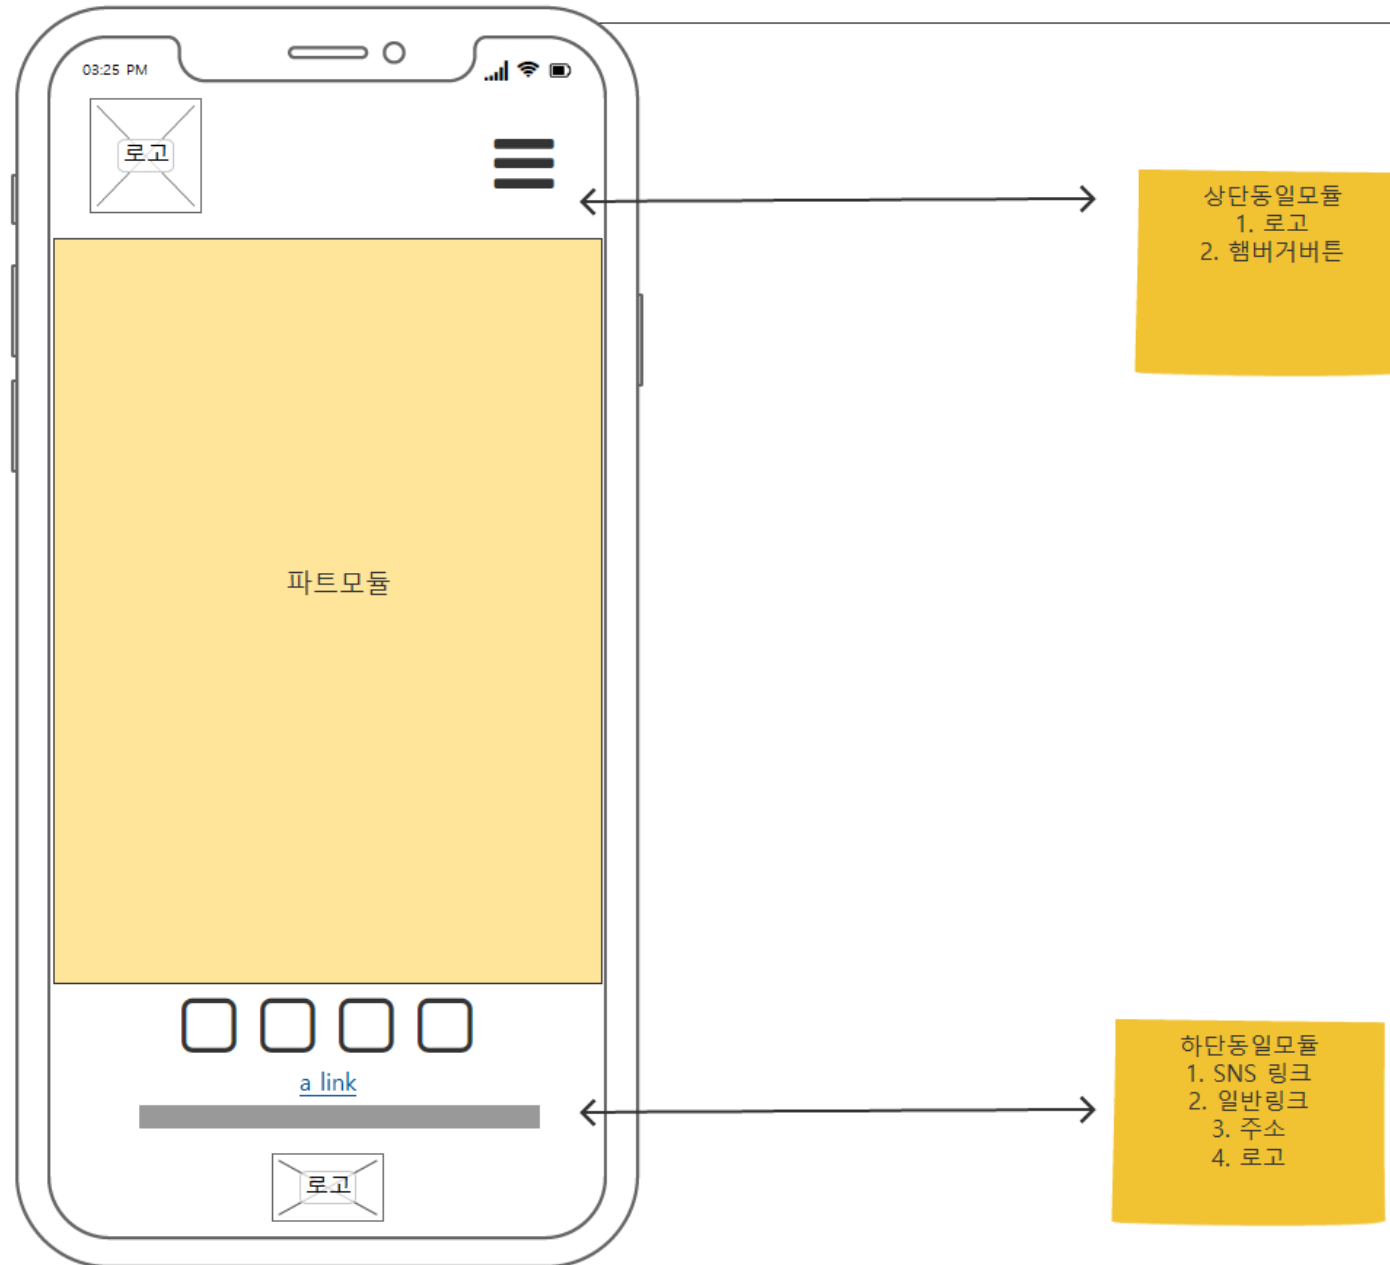 03:25 PM
로고
상단동일모듈
1. 로고
2. 햄버거버튼
파트모듈
a link
하단동일모듈
1. SNS 링크
2. 일반링크
3. 주소
4. 로고
로고